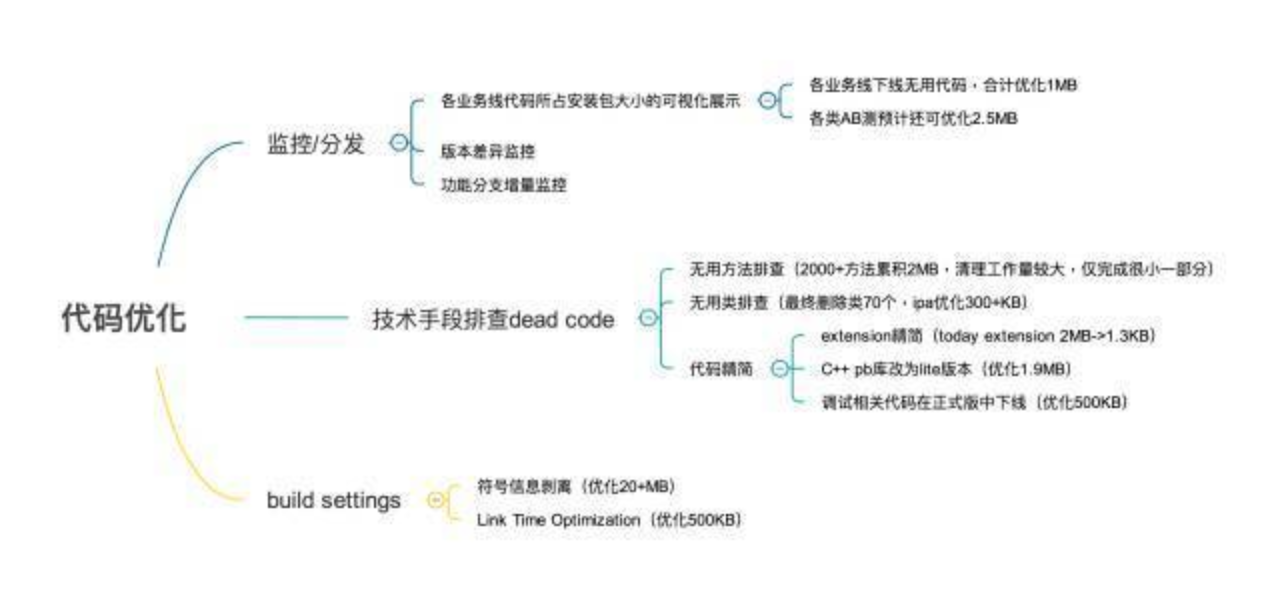 各业务线代码所占安装包大小的可视化展示
各业务线下线无用代码，合计优化1MB
各类AB测预计还可优化2.5MB
监控/分发
版本差异监控
功能分支增量监控
代码优化
技术手段排查dead code
无用方法排查（2000+方法累积2MB，清理工作量较大，仅完成很小一部分）
无用类排查（最终删除类70个，ipa优化300+KB）
代码精简
extension精简（today extension 2MB->1.3KB）
C++ pb库改为lite版本（优化1.9MB）
调试相关代码在正式版中下线（优化500KB）
build settings
符号信息剥离（优化20+MB）
Link Time Optimization（优化500KB）